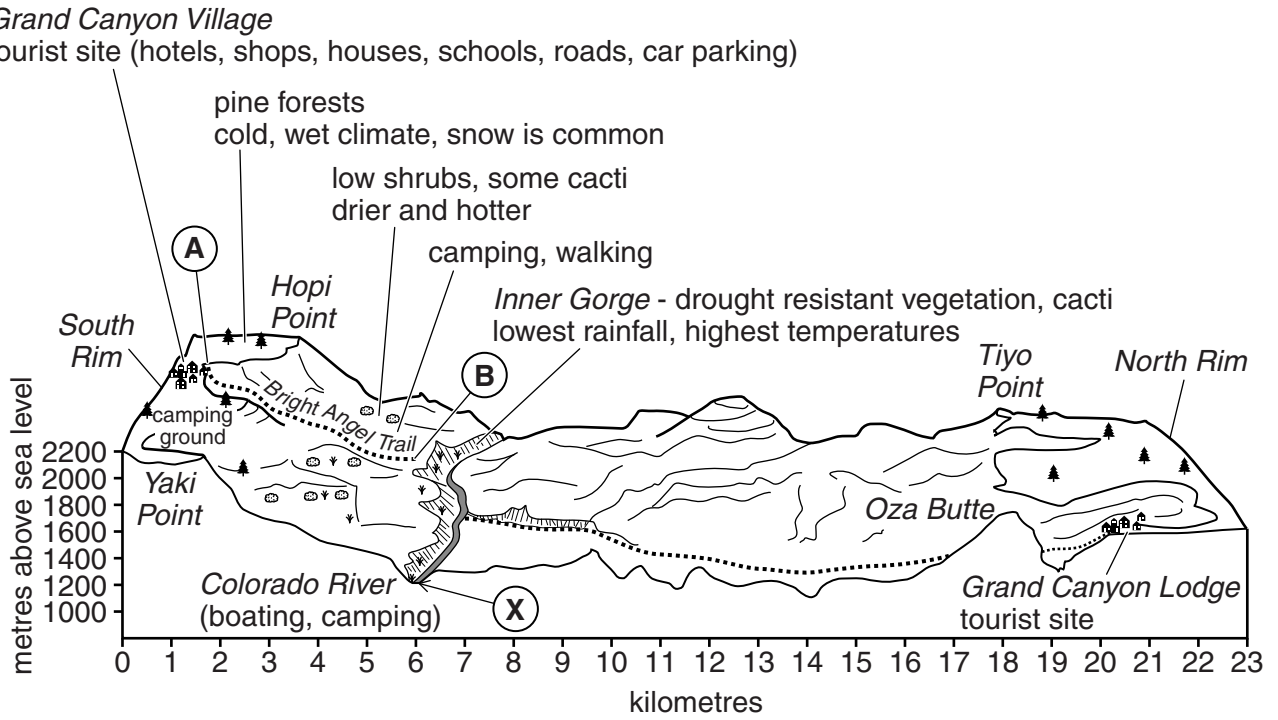 Grand Canyon Village
ourist site (hotels, shops, houses, schools, roads, car parking)
pine forests
cold, wet climate, snow is common
low shrubs, some cacti
drier and hotter
camping, walking
A
Hopi
Point
Inner Gorge - drought resistant vegetation, cacti
lowest rainfall, highest temperatures
South
Rim
B
Tiyo
Point
North Rim
Bright Angel Trail
camping
ground
metres above sea level
2200
2000
1800
1600
1400
1200
1000
Yaki
Point
Oza Butte
Colorado River
(boating, camping)
X
Grand Canyon Lodge
tourist site
0 1 2 3 4 5 6 7 8 9 10 11 12 13 14 15 16 17 18 19 20 21 22 23
kilometres